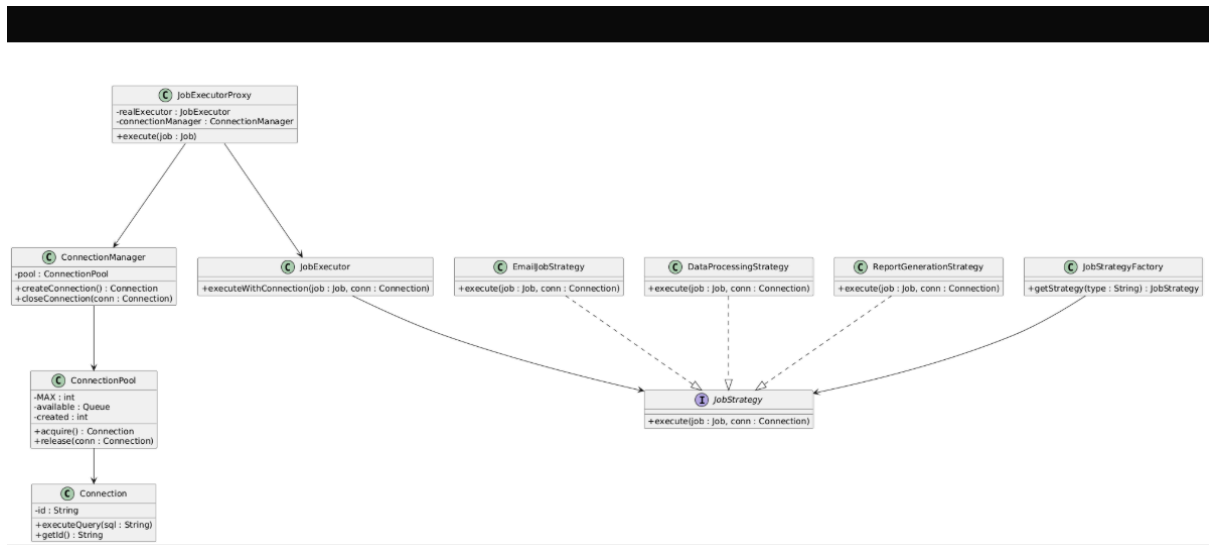 C JobExecutorProxy
-realExecutor : JobExecutor
-connectionManager : ConnectionManager
+execute(job : Job)
C ConnectionManager
-pool : ConnectionPool
+createConnection() : Connection
+closeConnection(conn : Connection)
C JobExecutor
+executeWithConnection(job : Job, conn : Connection)
C EmailJobStrategy
+execute(job : Job, conn : Connection)
C DataProcessingStrategy
+execute(job : Job, conn : Connection)
C ReportGenerationStrategy
+execute(job : Job, conn : Connection)
C JobStrategyFactory
+getStrategy(type : String) : JobStrategy
C ConnectionPool
-MAX : int
-available : Queue
-created : int
+acquire() : Connection
+release(conn : Connection)
I JobStrategy
+execute(job : Job, conn : Connection)
C Connection
-id : String
+executeQuery(sql : String)
+getId() : String